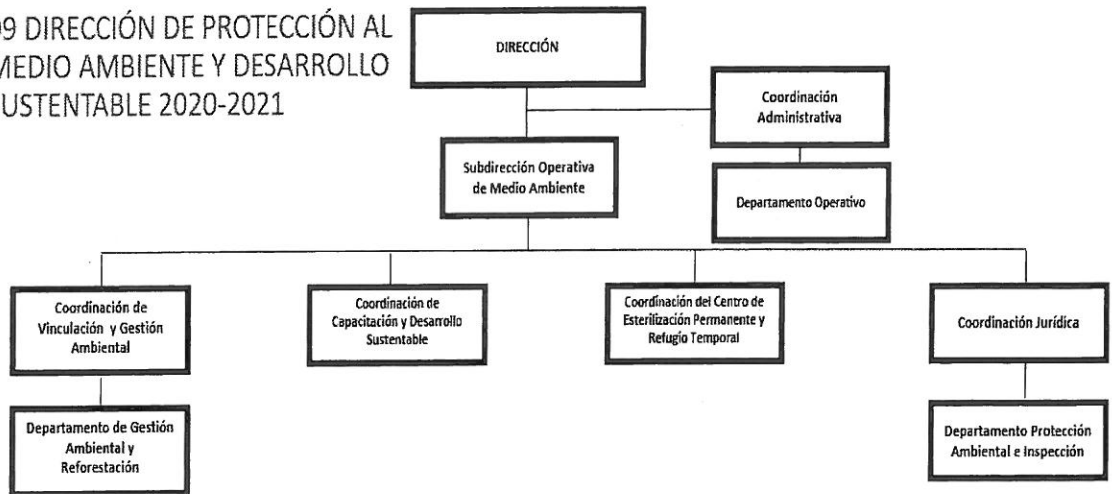 09 DIRECCIÓN DE PROTECCIÓN AL
MEDIO AMBIENTE Y DESARROLLO
SUSTENTABLE 2020-2021
DIRECCIÓN
Coordinación
Administrativa
Subdirección Operativa
de Medio Ambiente
Departamento Operativo
Coordinación de
Vinculación y Gestión
Ambiental
Coordinación de
Capacitación y Desarrollo
Sustentable
Coordinación del Centro de
Esterilización Permanente y
Refugio Temporal
Coordinación Jurídica
Departamento de Gestión
Ambiental y
Reforestación
Departamento Protección
Ambiental e Inspección